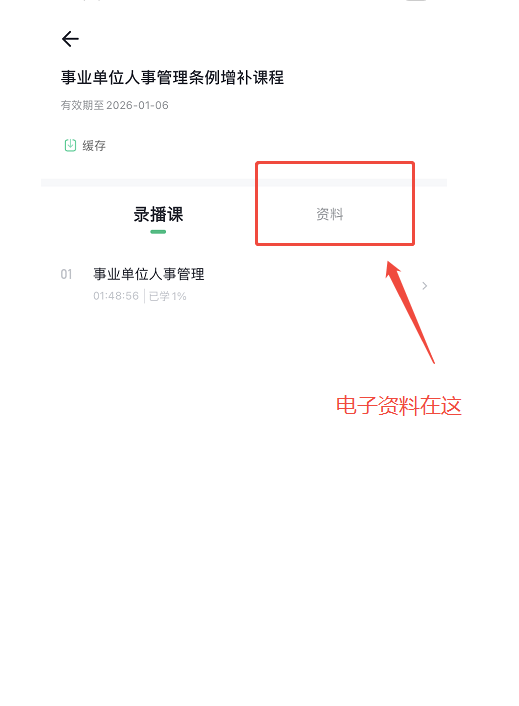 事业单位人事管理条例增补课程
有效期至 2026-01-06
缓存
录播课
资料
01
事业单位人事管理
01:48:56 已学 1%
电子资料在这